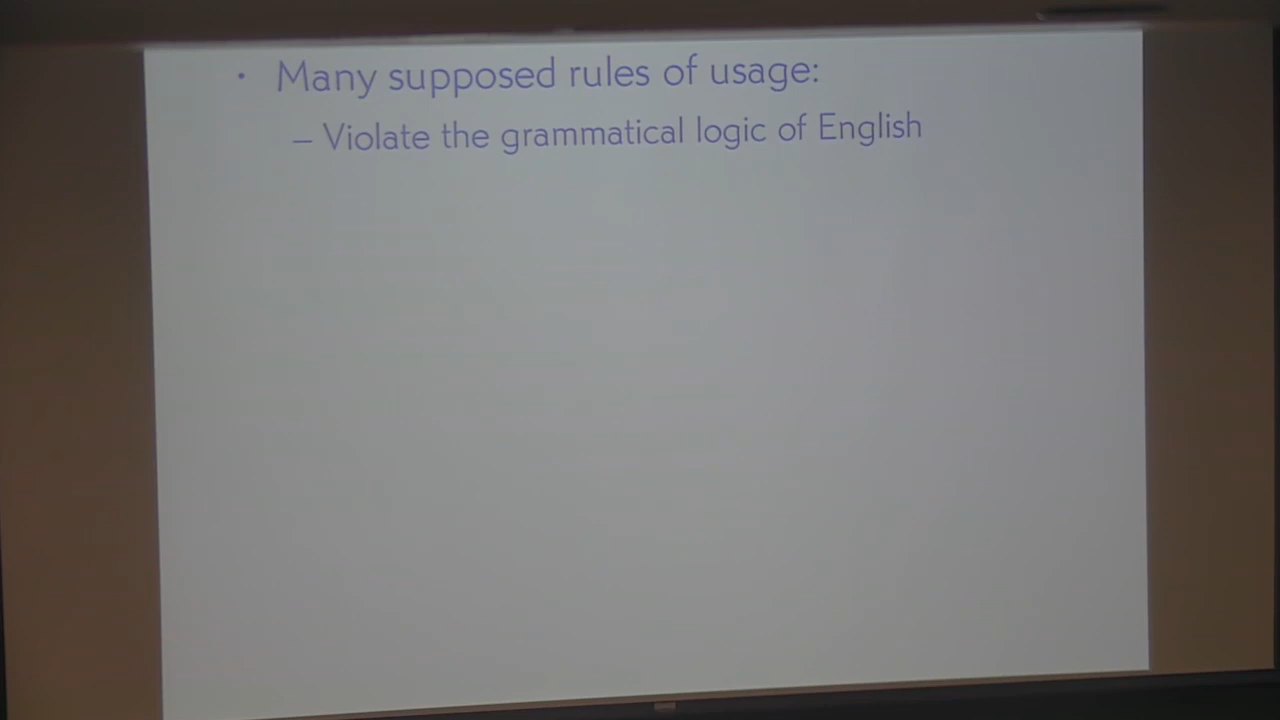 • Many supposed rules of usage:
– Violate the grammatical logic of English